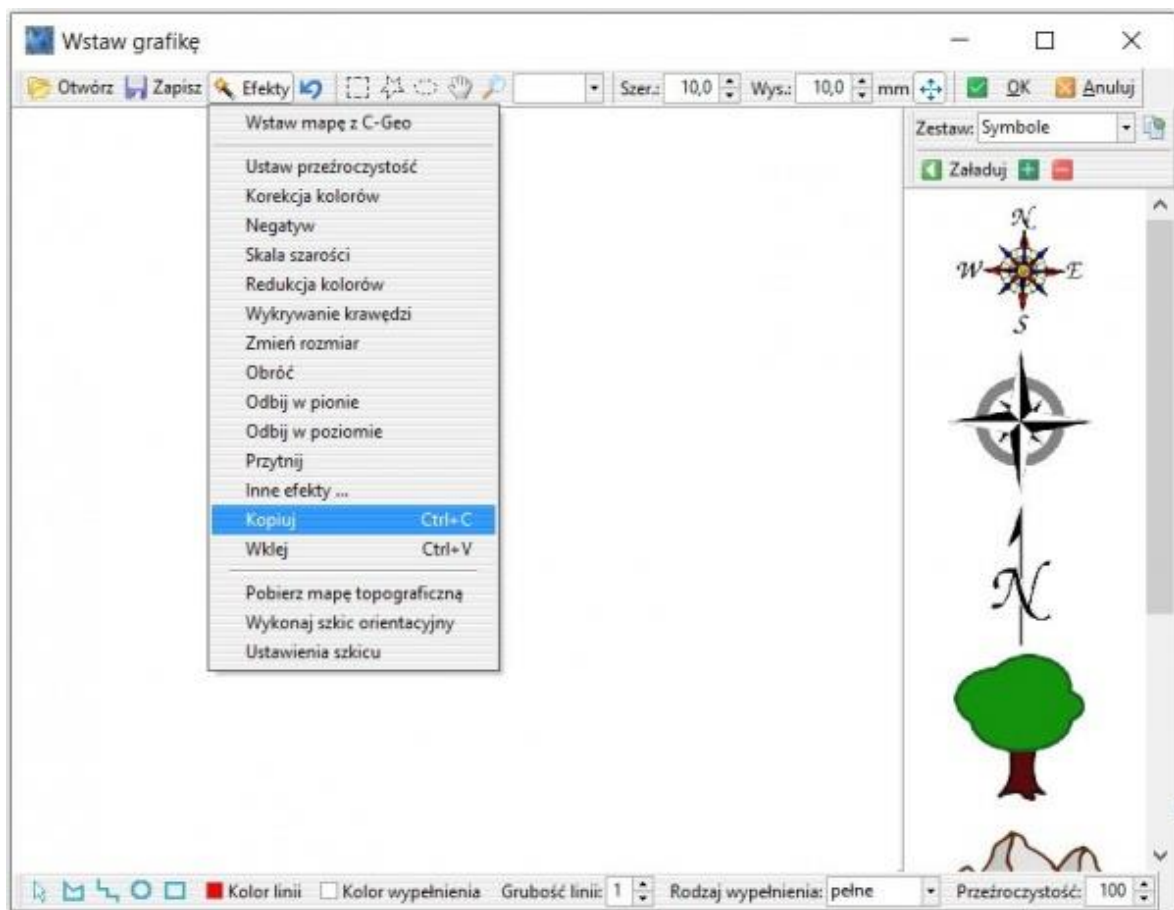 Wstaw grafikę
Otwórz Zapisz Efekty Szer.: 10,0 Wys.: 10,0 mm OK Anuluj
Wstaw mapę z C-Geo
Ustaw przeźroczystość
Korekcja kolorów
Negatyw
Skala szarości
Redukcja kolorów
Wykrywanie krawędzi
Zmień rozmiar
Obróć
Odbij w pionie
Odbij w poziomie
Przytnij
Inne efekty ...
Kopiuj Ctrl+C
Wklej Ctrl+V
Pobierz mapę topograficzną
Wykonaj szkic orientacyjny
Ustawienia szkicu
Zestaw: Symbole
Załaduj
N
W E
S
N
Kolor linii Kolor wypełnienia Grubość linii: 1 Rodzaj wypełnienia: pełne Przeźroczystość: 100